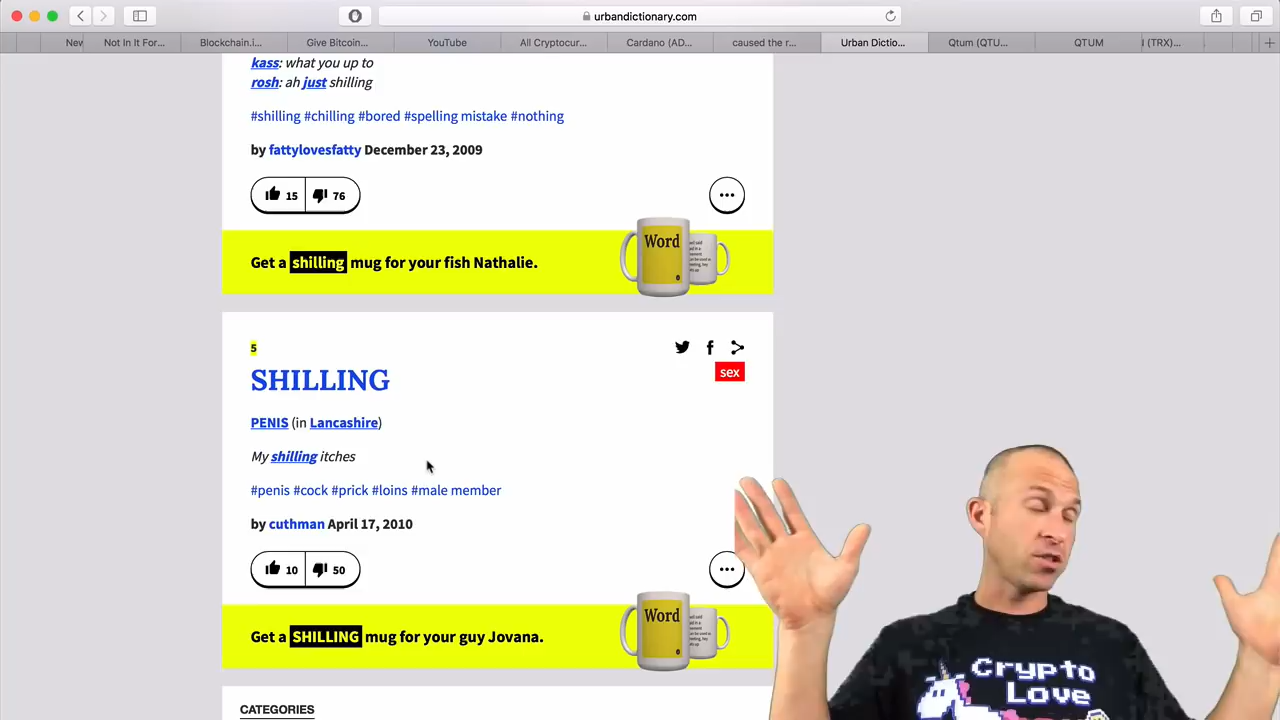 urbandictionary.com
New
Not In It For...
Blockchain.i...
Give Bitcoin...
YouTube
All Cryptocur...
Cardano (AD...
caused the r...
Urban Dictio...
Qtum (QTU...
QTUM
(TRX)...
kass: what you up to
rosh: ah just shilling
#shilling #chilling #bored #spelling mistake #nothing
by fattylovesfatty December 23, 2009
15
76
Get a shilling mug for your fish Nathalie.
Word
5
sex
SHILLING
PENIS (in Lancashire)
My shilling itches
#penis #cock #prick #loins #male member
by cuthman April 17, 2010
10
50
Get a SHILLING mug for your guy Jovana.
Word
CATEGORIES
Crypto
Love